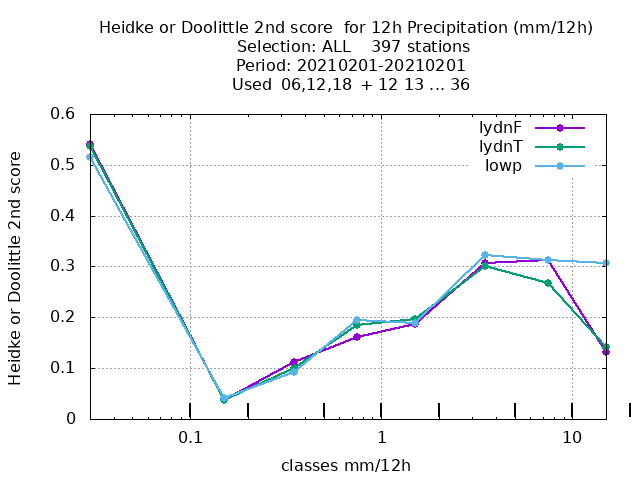 Heidke or Doolittle 2nd score  for 12h Precipitation (mm/12h)
Selection: ALL    397 stations
Period: 20210201-20210201
Used  06,12,18  + 12 13 ... 36
lydnF
lydnT
lowp
0.6
0.5
0.4
0.3
0.2
0.1
0
Heidke or Doolittle 2nd score
0.1 1 10
classes mm/12h